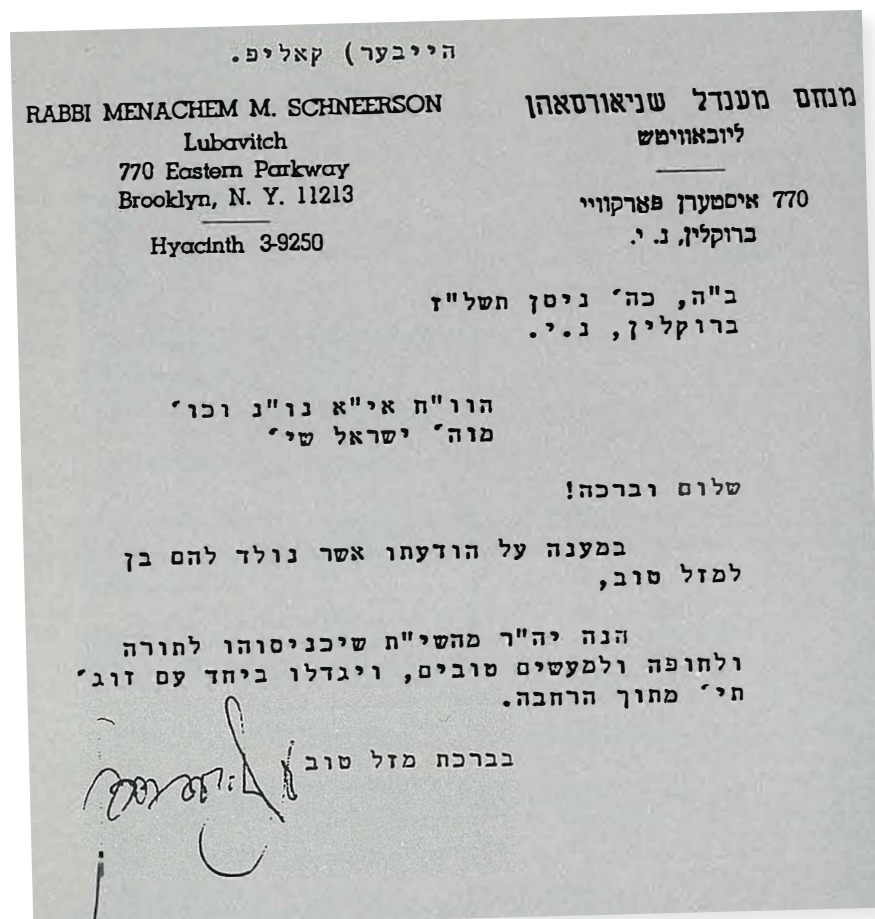 הייבער) קאליפ.
RABBI MENACHEM M. SCHNEERSON
Lubavitch
770 Eastern Parkway
Brooklyn, N. Y. 11213
Hyacinth 3-9250
מנחם מענדל שניאורסאהן
ליובאוויטש
770 איסטערן פארקוויי
ברוקלין, נ. י.
ב"ה, כה׳ ניסן תשל"ז
ברוקלין, נ.י.
הוו"ח אי"א נו"נ וכו׳
מוה׳ ישראל שי׳
שלום וברכה!
במענה על הודעתו אשר נולד להם בן
למזל טוב,
הנה יה"ר מהשי"ת שיכניסוהו לתורה
ולחופה ולמעשים טובים, ויגדלו ביחד עם זוג׳
תי׳ מתוך הרחבה.
בברכת מזל טוב